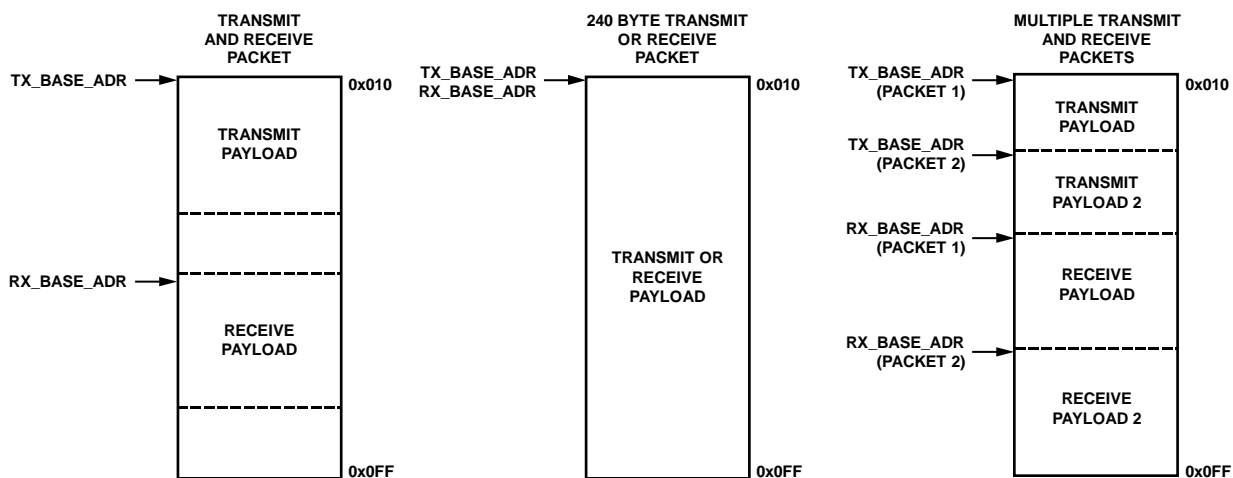 TRANSMIT
AND RECEIVE
PACKET
TX_BASE_ADR
0x010
TRANSMIT
PAYLOAD
RX_BASE_ADR
RECEIVE
PAYLOAD
0x0FF
240 BYTE TRANSMIT
OR RECEIVE
PACKET
TX_BASE_ADR
RX_BASE_ADR
0x010
TRANSMIT OR
RECEIVE
PAYLOAD
0x0FF
MULTIPLE TRANSMIT
AND RECEIVE
PACKETS
TX_BASE_ADR
(PACKET 1)
0x010
TRANSMIT
PAYLOAD
TX_BASE_ADR
(PACKET 2)
TRANSMIT
PAYLOAD 2
RX_BASE_ADR
(PACKET 1)
RECEIVE
PAYLOAD
RX_BASE_ADR
(PACKET 2)
RECEIVE
PAYLOAD 2
0x0FF